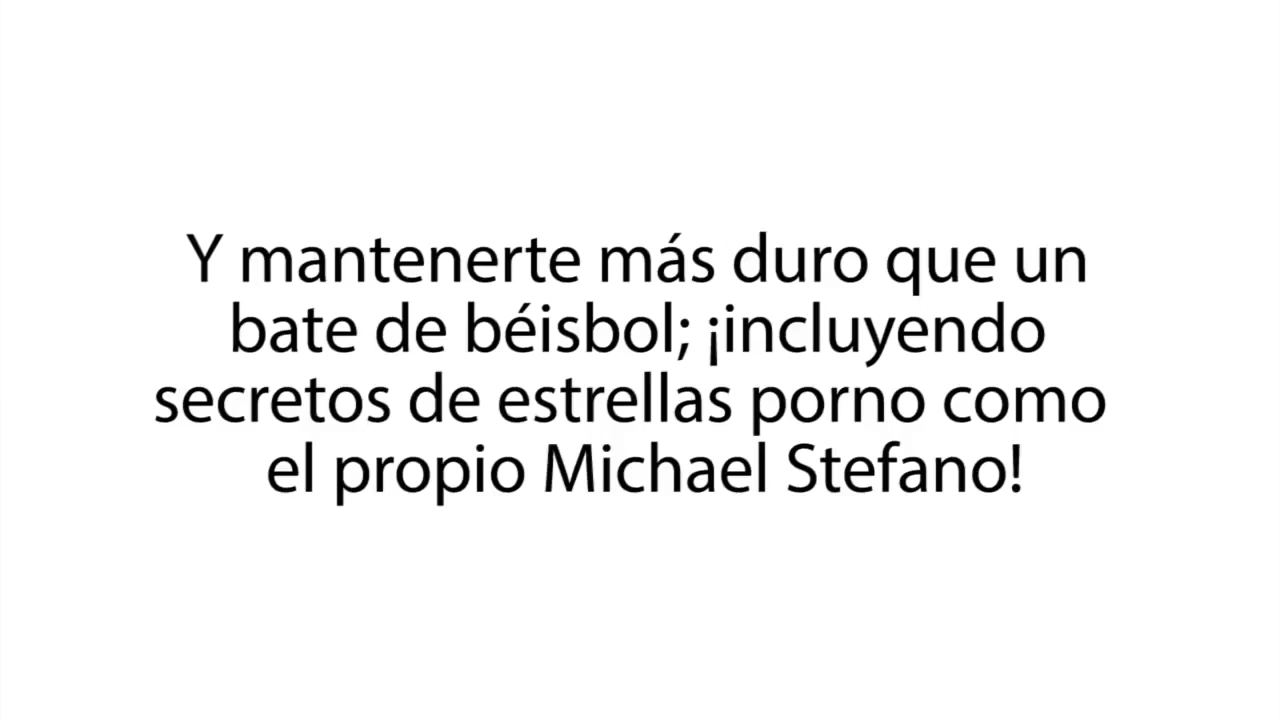 Y mantenerte más duro que un
bate de béisbol; ¡incluyendo
secretos de estrellas porno como
el propio Michael Stefano!